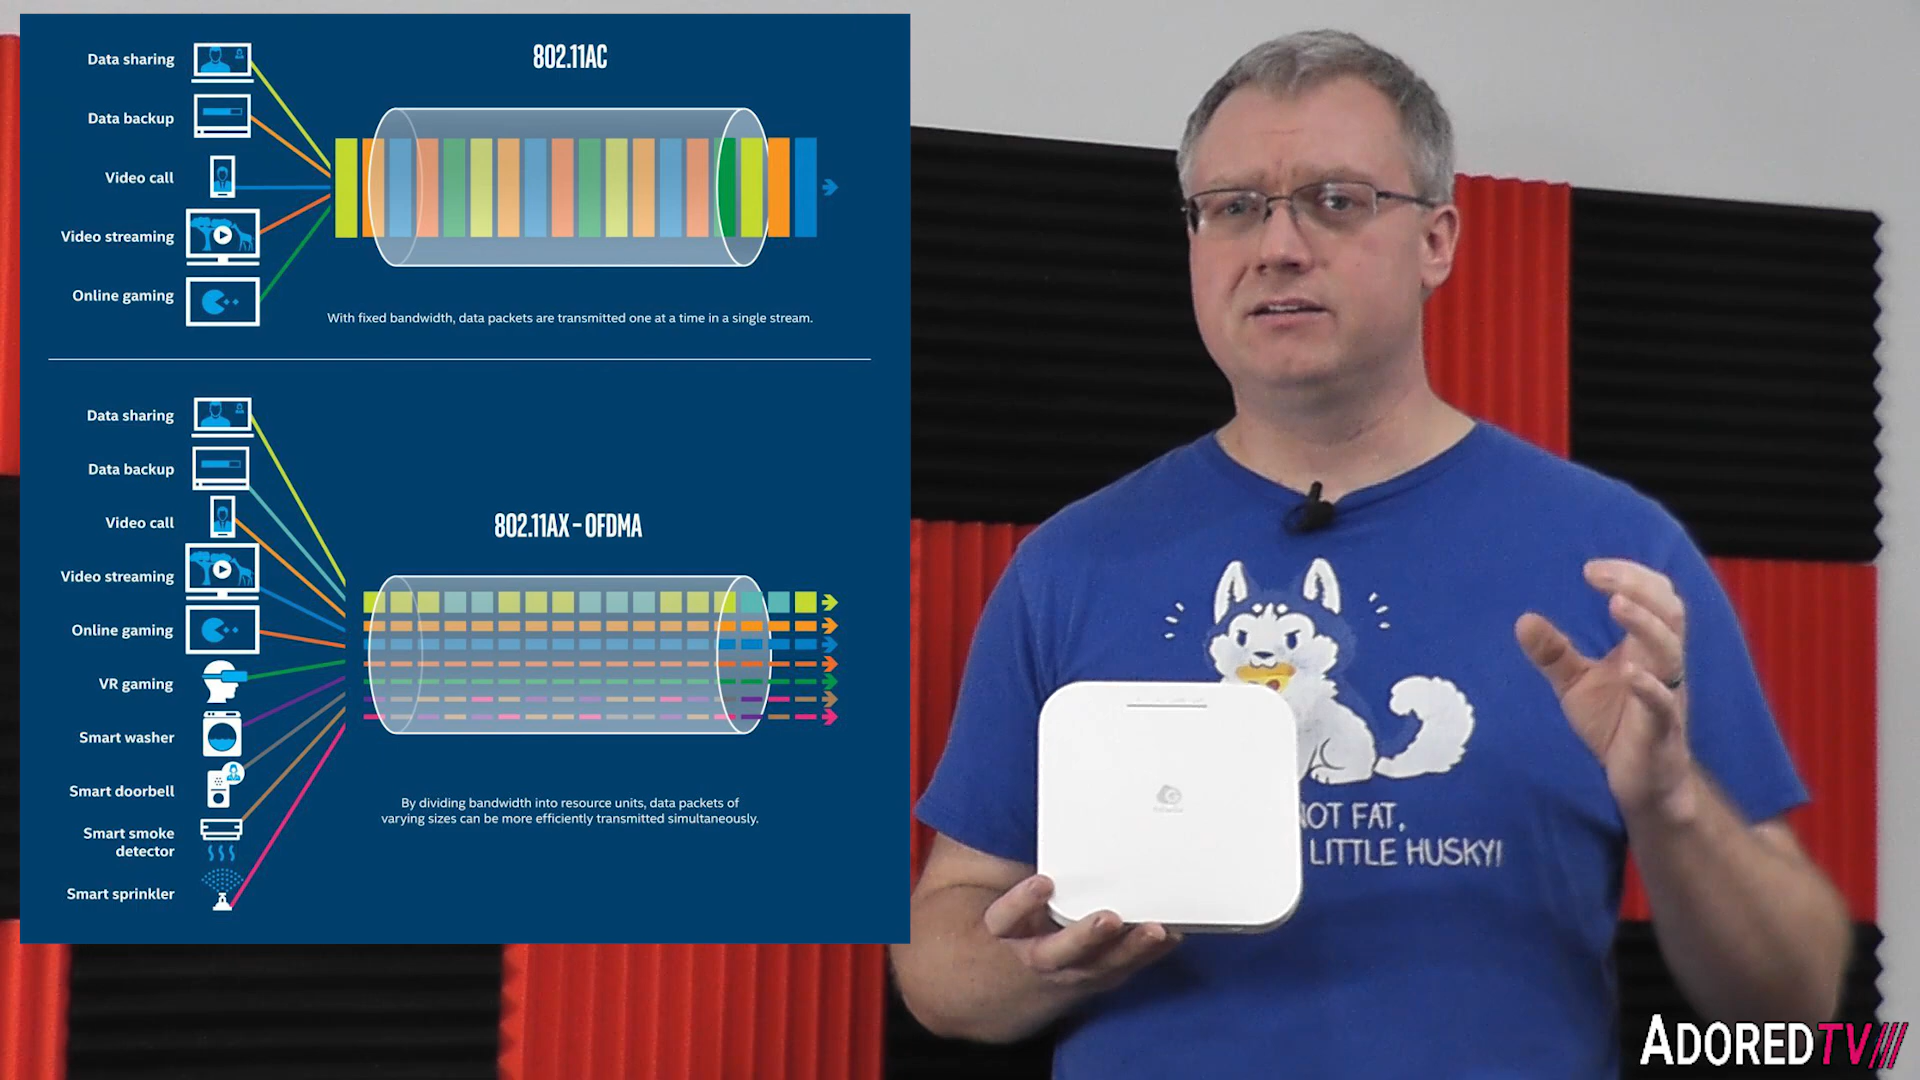 802.11AC
Data sharing
Data backup
Video call
Video streaming
Online gaming
With fixed bandwidth, data packets are transmitted one at a time in a single stream.
802.11AX – OFDMA
Data sharing
Data backup
Video call
Video streaming
Online gaming
VR gaming
Smart washer
Smart doorbell
Smart smoke
detector
Smart sprinkler
By dividing bandwidth into resource units, data packets of
varying sizes can be more efficiently transmitted simultaneously.
NOT FAT,
LITTLE HUSKY!
ADOREDTV